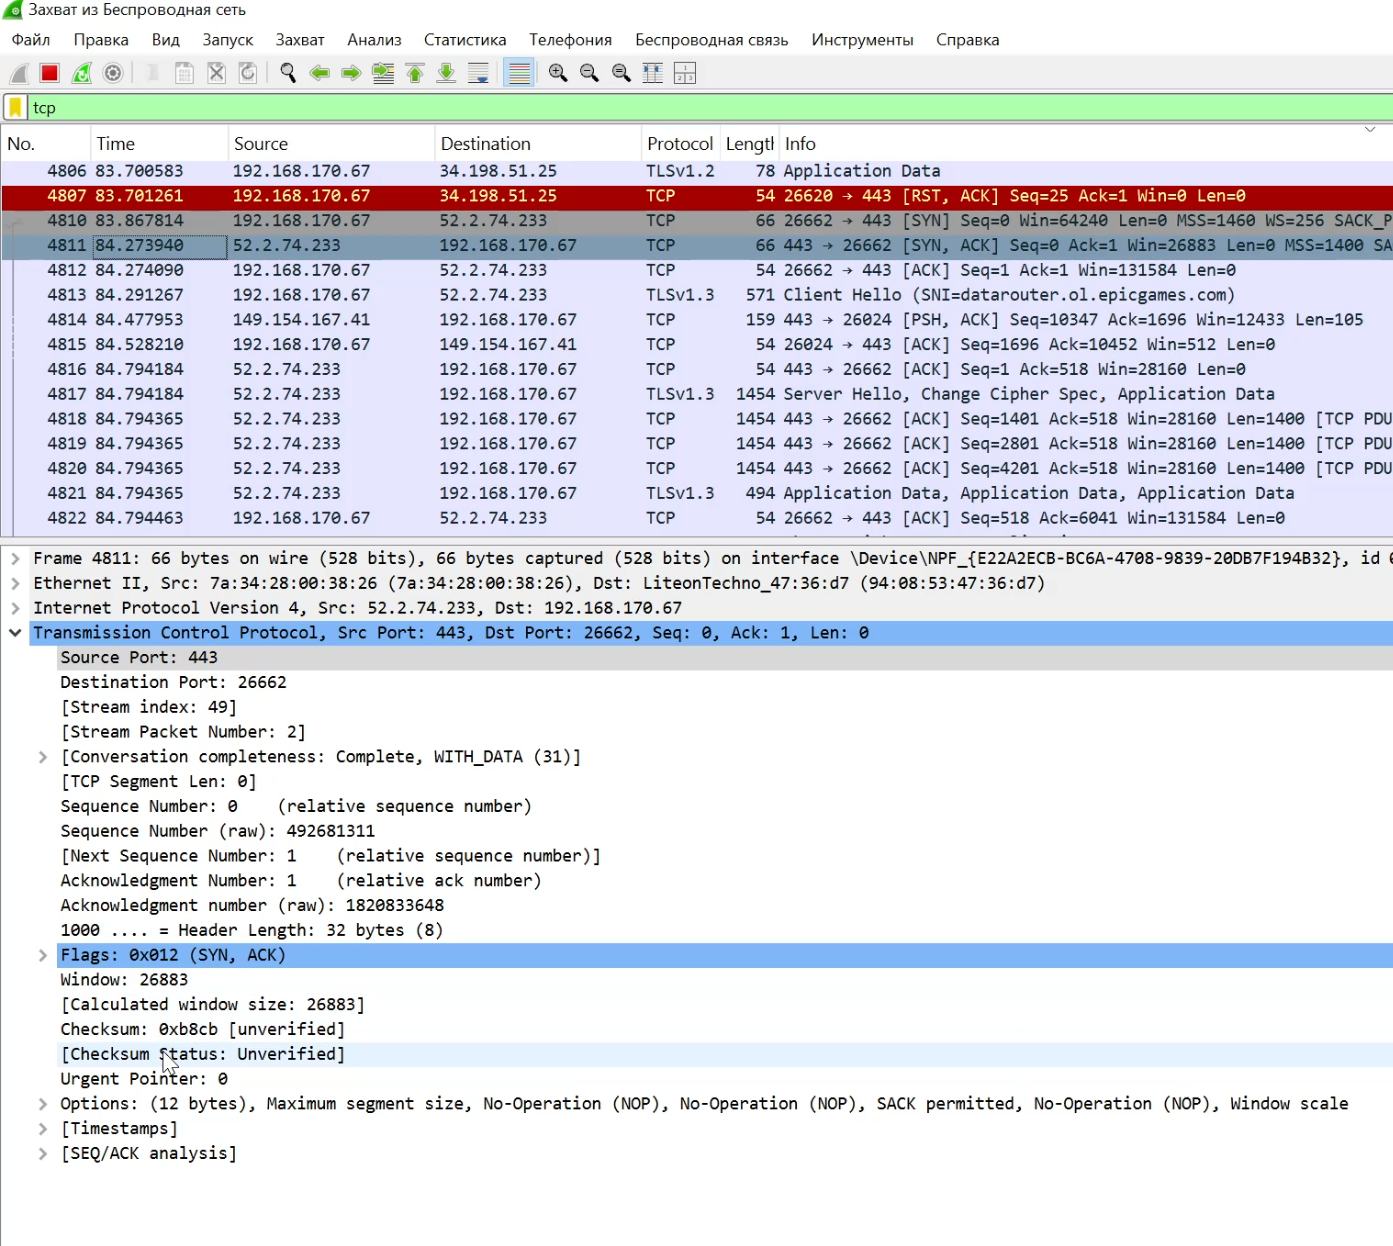 Захват из Беспроводная сеть
Файл Правка Вид Запуск Захват Анализ Статистика Телефония Беспроводная связь Инструменты Справка
tcp
No. Time Source Destination Protocol Lengtl Info
4806 83.700583 192.168.170.67 34.198.51.25 TLSv1.2 78 Application Data
4807 83.701261 192.168.170.67 34.198.51.25 TCP 54 26620 → 443 [RST, ACK] Seq=25 Ack=1 Win=0 Len=0
4810 83.867814 192.168.170.67 52.2.74.233 TCP 66 26662 → 443 [SYN] Seq=0 Win=64240 Len=0 MSS=1460 WS=256 SACK_P
4811 84.273940 52.2.74.233 192.168.170.67 TCP 66 443 → 26662 [SYN, ACK] Seq=0 Ack=1 Win=26883 Len=0 MSS=1400 SA
4812 84.274090 192.168.170.67 52.2.74.233 TCP 54 26662 → 443 [ACK] Seq=1 Ack=1 Win=131584 Len=0
4813 84.291267 192.168.170.67 52.2.74.233 TLSv1.3 571 Client Hello (SNI=datarouter.ol.epicgames.com)
4814 84.477953 149.154.167.41 192.168.170.67 TCP 159 443 → 26024 [PSH, ACK] Seq=10347 Ack=1696 Win=12433 Len=105
4815 84.528210 192.168.170.67 149.154.167.41 TCP 54 26024 → 443 [ACK] Seq=1696 Ack=10452 Win=512 Len=0
4816 84.794184 52.2.74.233 192.168.170.67 TCP 54 443 → 26662 [ACK] Seq=1 Ack=518 Win=28160 Len=0
4817 84.794184 52.2.74.233 192.168.170.67 TLSv1.3 1454 Server Hello, Change Cipher Spec, Application Data
4818 84.794365 52.2.74.233 192.168.170.67 TCP 1454 443 → 26662 [ACK] Seq=1401 Ack=518 Win=28160 Len=1400 [TCP PDU
4819 84.794365 52.2.74.233 192.168.170.67 TCP 1454 443 → 26662 [ACK] Seq=2801 Ack=518 Win=28160 Len=1400 [TCP PDU
4820 84.794365 52.2.74.233 192.168.170.67 TCP 1454 443 → 26662 [ACK] Seq=4201 Ack=518 Win=28160 Len=1400 [TCP PDU
4821 84.794365 52.2.74.233 192.168.170.67 TLSv1.3 494 Application Data, Application Data, Application Data
4822 84.794463 192.168.170.67 52.2.74.233 TCP 54 26662 → 443 [ACK] Seq=518 Ack=6041 Win=131584 Len=0
Frame 4811: 66 bytes on wire (528 bits), 66 bytes captured (528 bits) on interface \Device\NPF_{E22A2ECB-BC6A-4708-9839-20DB7F194B32}, id
Ethernet II, Src: 7a:34:28:00:38:26 (7a:34:28:00:38:26), Dst: LiteonTechno_47:36:d7 (94:08:53:47:36:d7)
Internet Protocol Version 4, Src: 52.2.74.233, Dst: 192.168.170.67
Transmission Control Protocol, Src Port: 443, Dst Port: 26662, Seq: 0, Ack: 1, Len: 0
Source Port: 443
Destination Port: 26662
[Stream index: 49]
[Stream Packet Number: 2]
[Conversation completeness: Complete, WITH_DATA (31)]
[TCP Segment Len: 0]
Sequence Number: 0 (relative sequence number)
Sequence Number (raw): 492681311
[Next Sequence Number: 1 (relative sequence number)]
Acknowledgment Number: 1 (relative ack number)
Acknowledgment number (raw): 1820833648
1000 .... = Header Length: 32 bytes (8)
Flags: 0x012 (SYN, ACK)
Window: 26883
[Calculated window size: 26883]
Checksum: 0xb8cb [unverified]
[Checksum Status: Unverified]
Urgent Pointer: 0
Options: (12 bytes), Maximum segment size, No-Operation (NOP), No-Operation (NOP), SACK permitted, No-Operation (NOP), Window scale
[Timestamps]
[SEQ/ACK analysis]